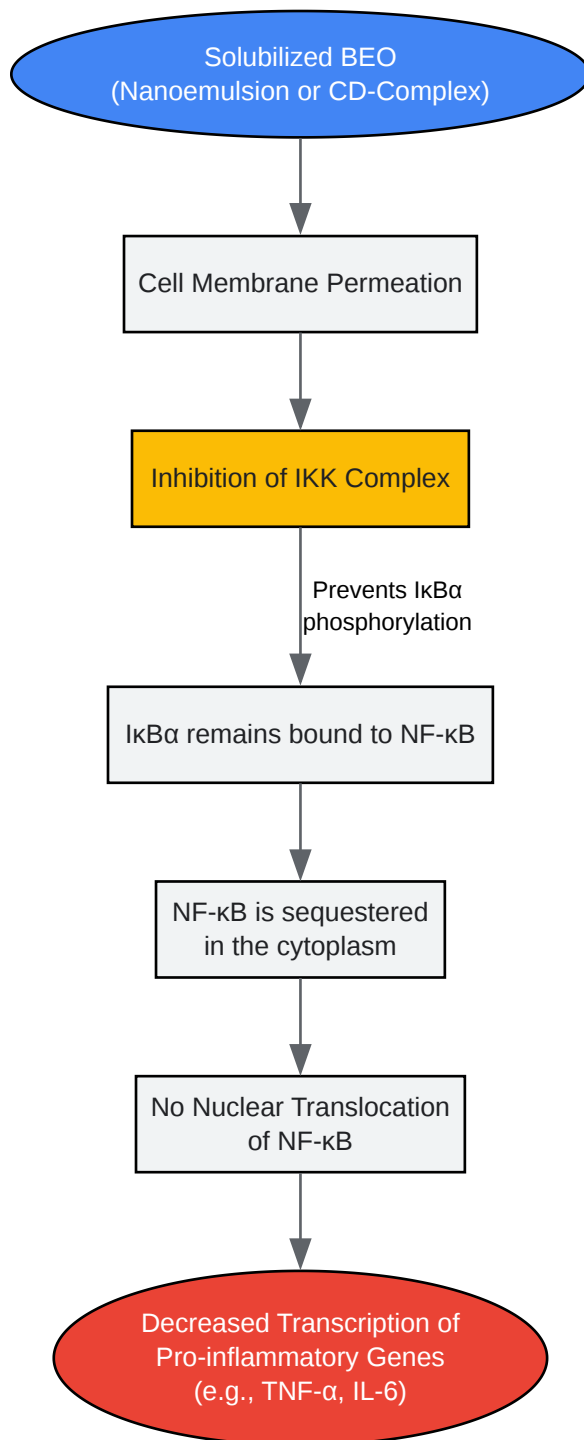 Solubilized BEO
(Nanoemulsion or CD-Complex)
Cell Membrane Permeation
Inhibition of IKK Complex
Prevents IκBα
phosphorylation
IκBα remains bound to NF-κB
NF-κB is sequestered
in the cytoplasm
No Nuclear Translocation
of NF-κB
Decreased Transcription of
Pro-inflammatory Genes
(e.g., TNF-α, IL-6)